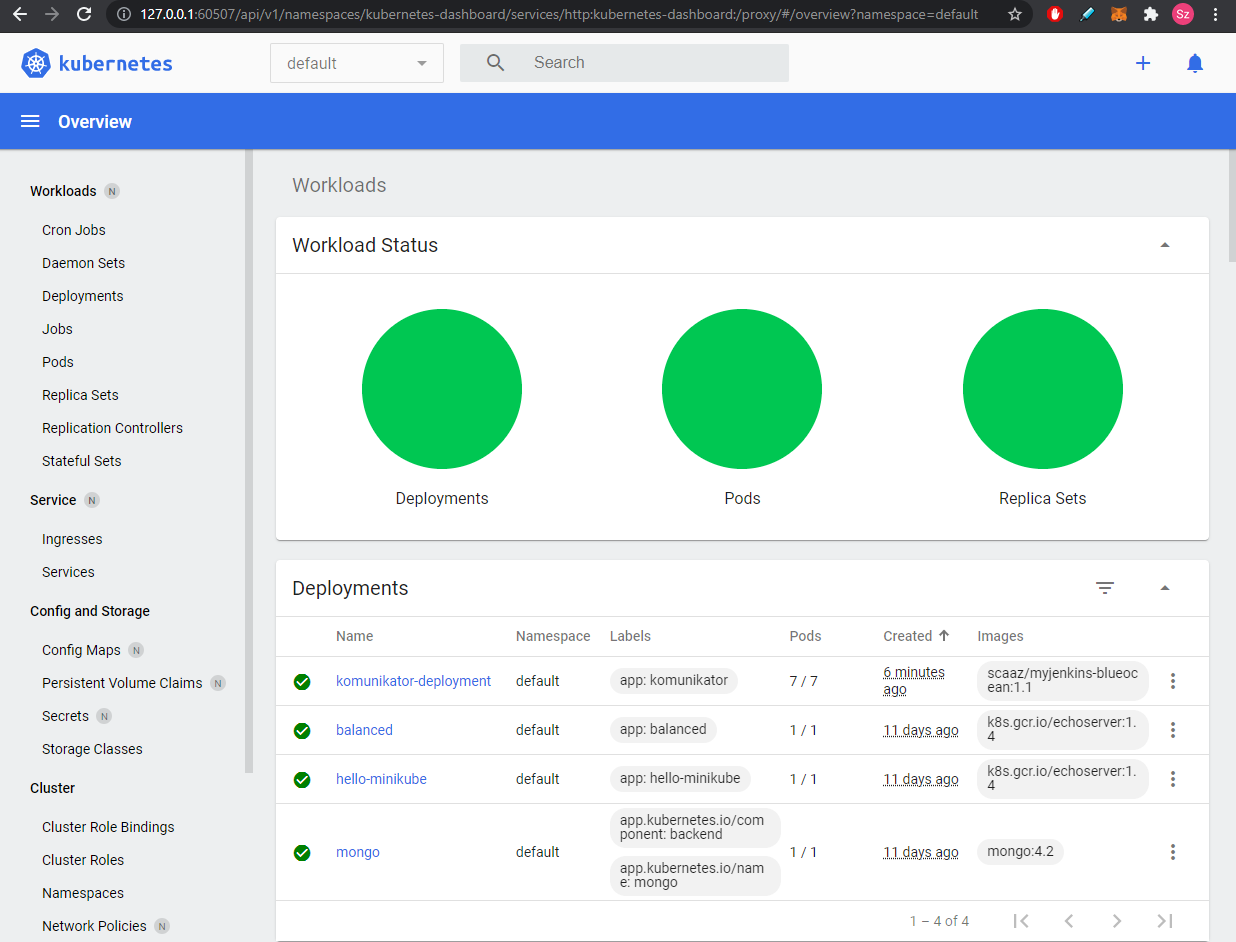 127.0.0.1:60507/api/v1/namespaces/kubernetes-dashboard/services/http:kubernetes-dashboard:/proxy/#/overview?namespace=default
Sz
kubernetes
default
Search
Overview
Workloads N
Cron Jobs
Daemon Sets
Deployments
Jobs
Pods
Replica Sets
Replication Controllers
Stateful Sets
Service N
Ingresses
Services
Config and Storage
Config Maps N
Persistent Volume Claims N
Secrets N
Storage Classes
Cluster
Cluster Role Bindings
Cluster Roles
Namespaces
Network Policies N
Workloads
Workload Status
Deployments
Pods
Replica Sets
Deployments
Name Namespace Labels Pods Created Images
komunikator-deployment default app: komunikator 7 / 7 6 minutes
ago
scaaz/myjenkins-blueoc
ean:1.1
balanced default app: balanced 1 / 1 11 days ago
k8s.gcr.io/echoserver:1.
4
hello-minikube default app: hello-minikube 1 / 1 11 days ago
k8s.gcr.io/echoserver:1.
4
mongo default
app.kubernetes.io/com
ponent: backend
app.kubernetes.io/nam
e: mongo
1 / 1 11 days ago mongo:4.2
1 – 4 of 4